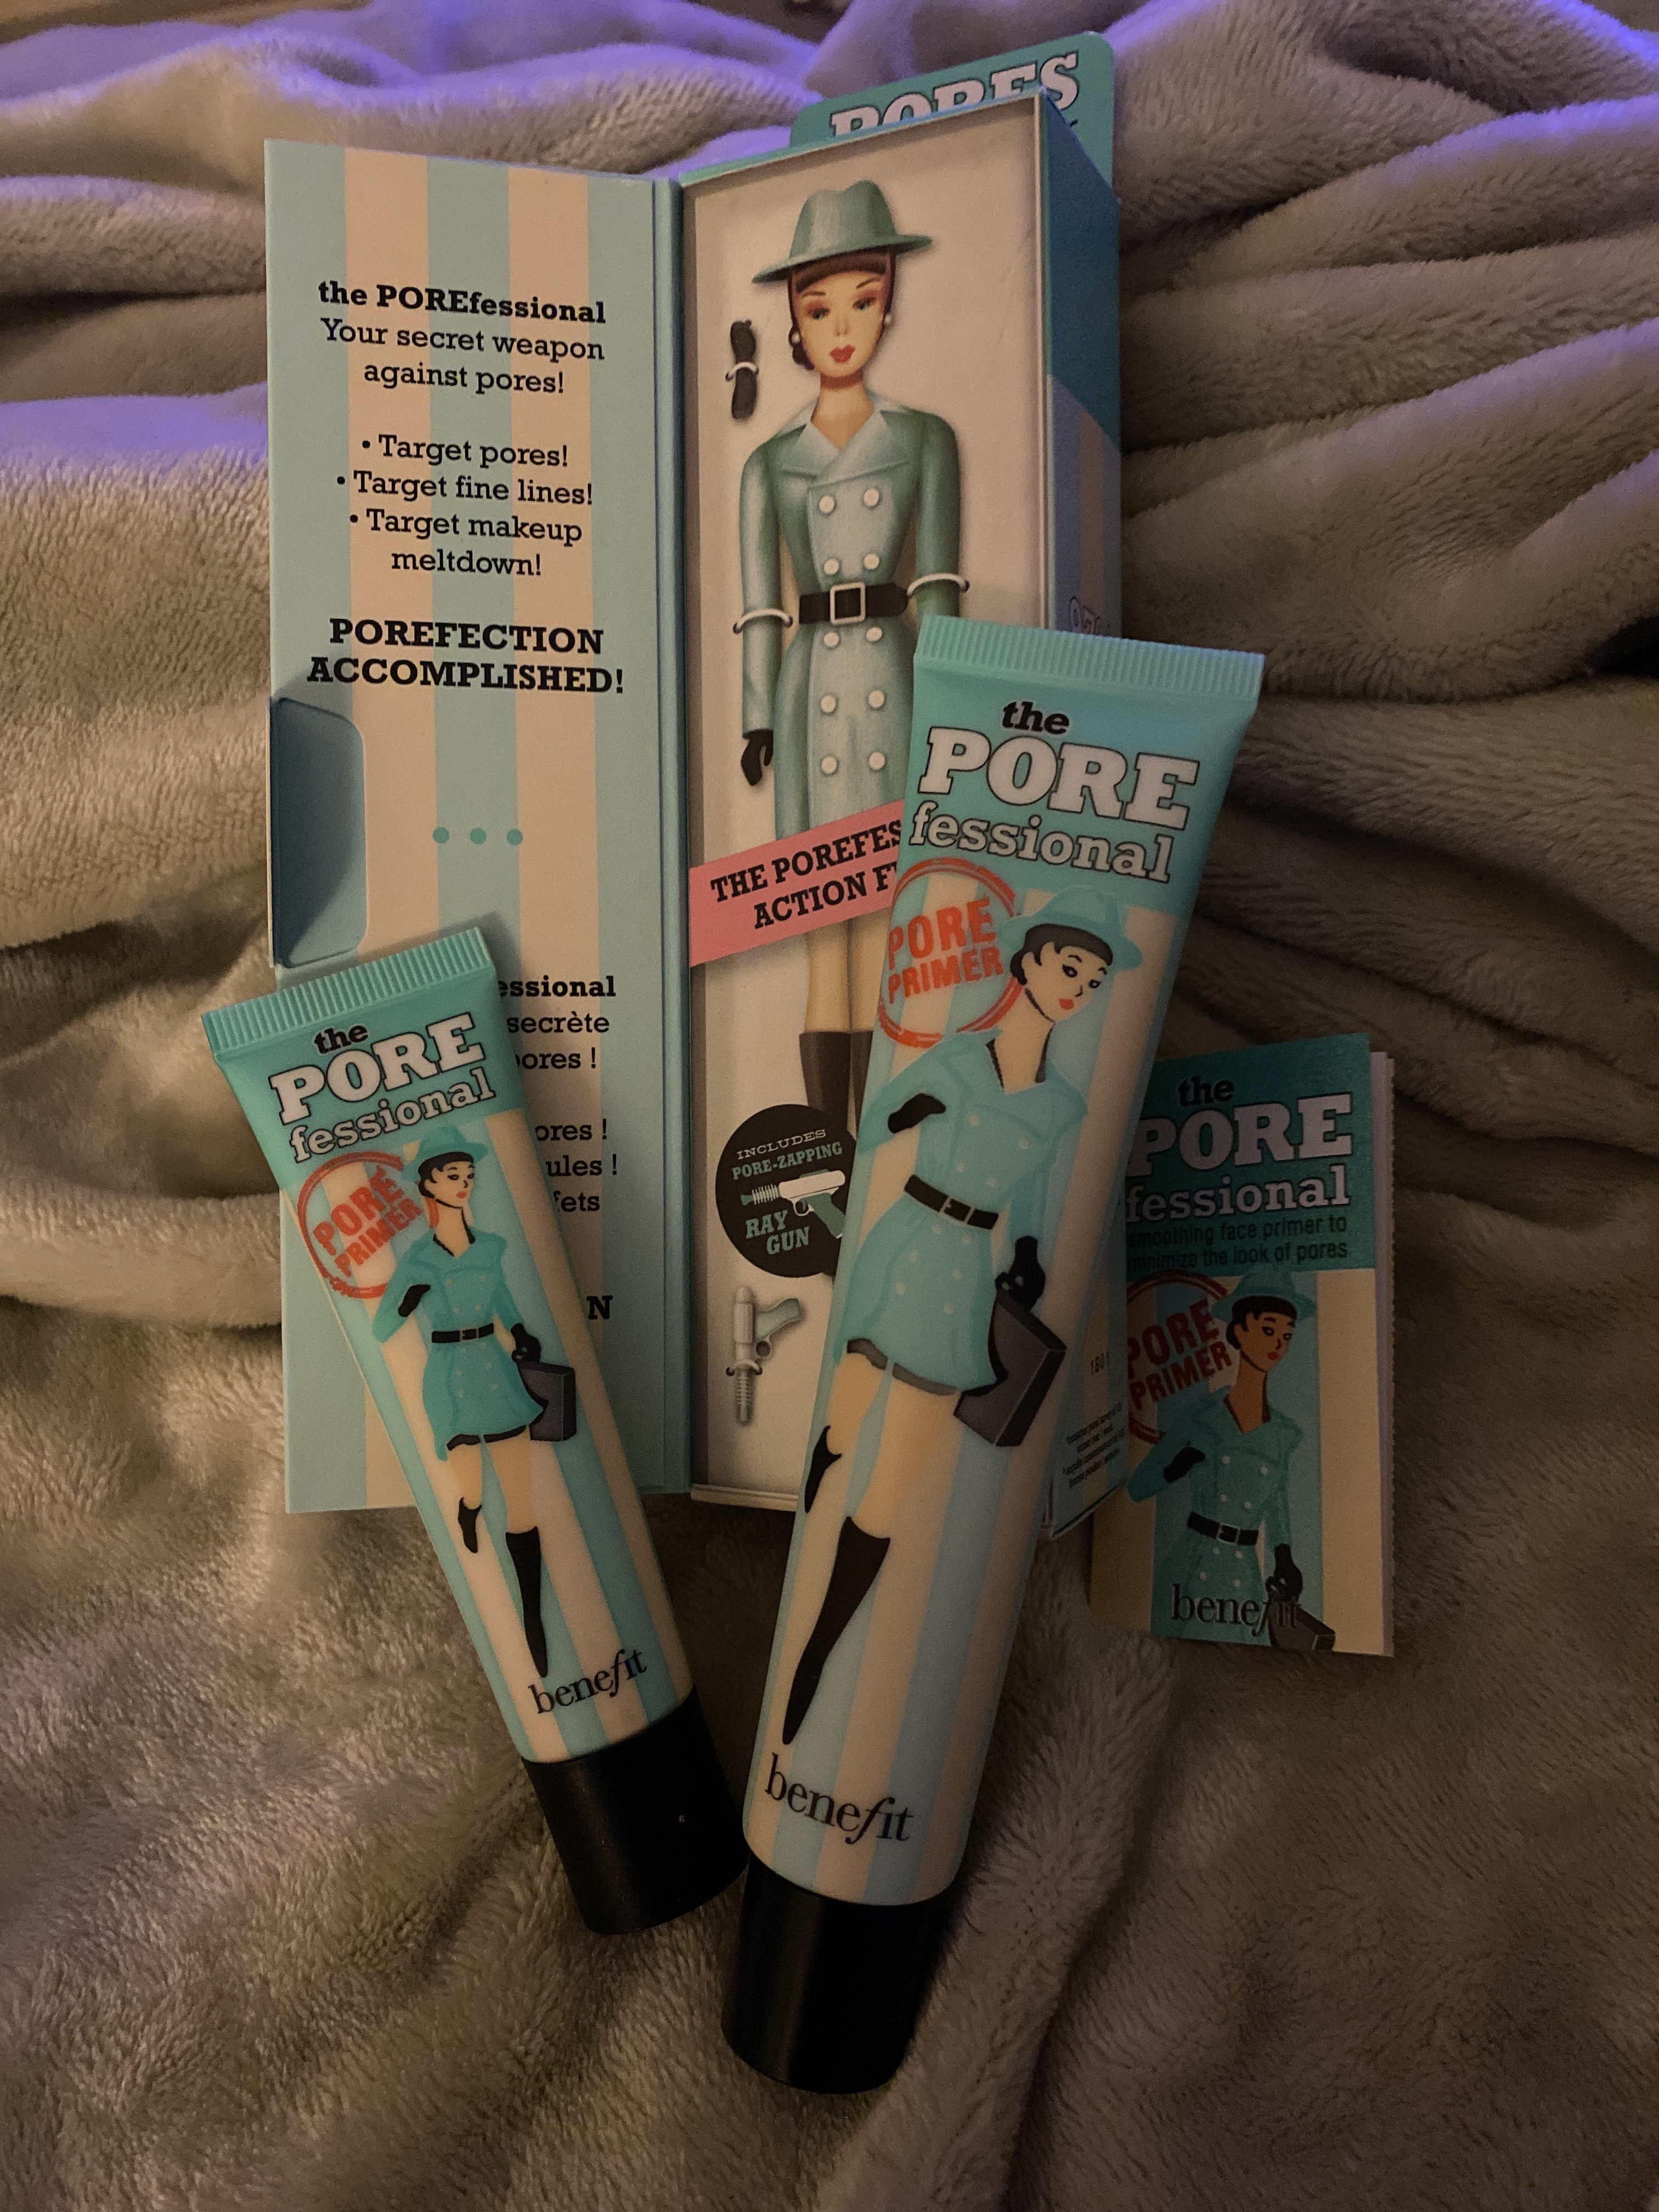 PORES
the POREfessional
Your secret weapon
against pores!
• Target pores!
• Target fine lines!
• Target makeup
meltdown!
POREFECTION
ACCOMPLISHED!
essional
secrète
pores !
pores !
ules !
fets
N
THE POREFES
ACTION F
INCLUDES
PORE-ZAPPING
RAY
GUN
the
PORE
fessional
PORE
PRIMER
benefit
the
PORE
fessional
PORE
PRIMER
benefit
the
PORE
fessional
smoothing face primer to
minimize the look of pores
PORE
PRIMER
benefit